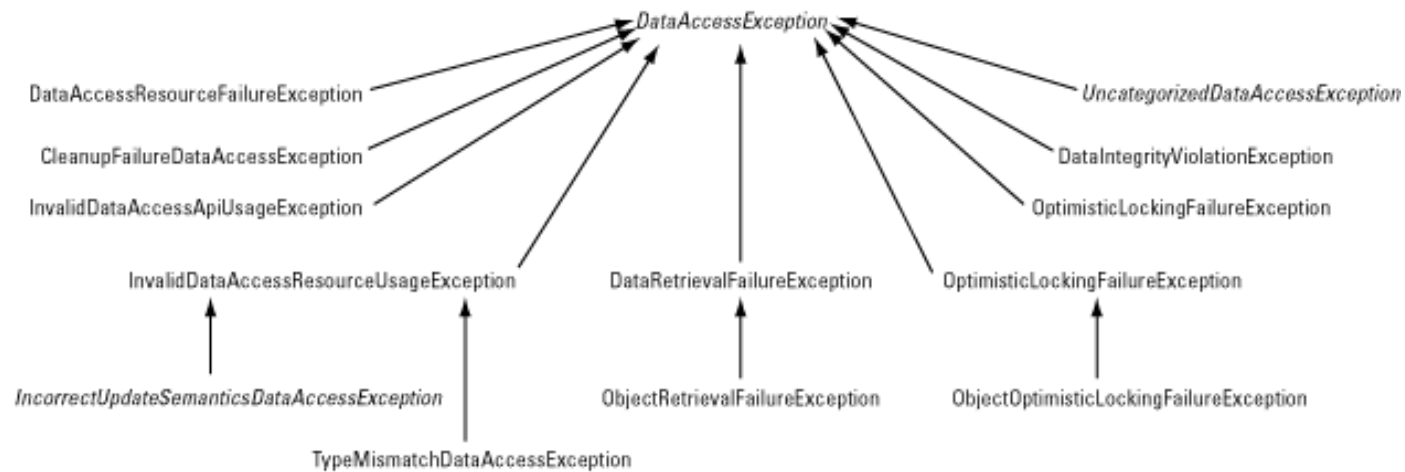 DataAccessException
DataAccessResourceFailureException
UncategorizedDataAccessException
CleanupFailureDataAccessException
DataIntegrityViolationException
InvalidDataAccessApiUsageException
OptimisticLockingFailureException
InvalidDataAccessResourceUsageException
DataRetrievalFailureException
OptimisticLockingFailureException
IncorrectUpdateSemanticsDataAccessException
ObjectRetrievalFailureException
ObjectOptimisticLockingFailureException
TypeMismatchDataAccessException